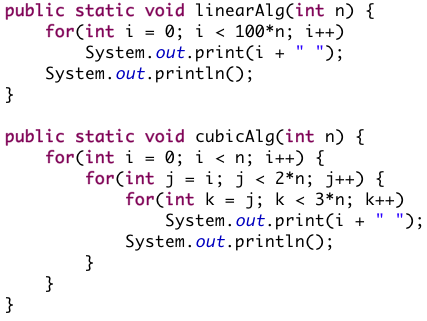 public static void linearAlg(int n) {
    for(int i = 0; i < 100*n; i++)
        System.out.print(i + " ");
    System.out.println();
}

public static void cubicAlg(int n) {
    for(int i = 0; i < n; i++) {
        for(int j = i; j < 2*n; j++) {
            for(int k = j; k < 3*n; k++)
                System.out.print(i + " ");
            System.out.println();
        }
    }
}